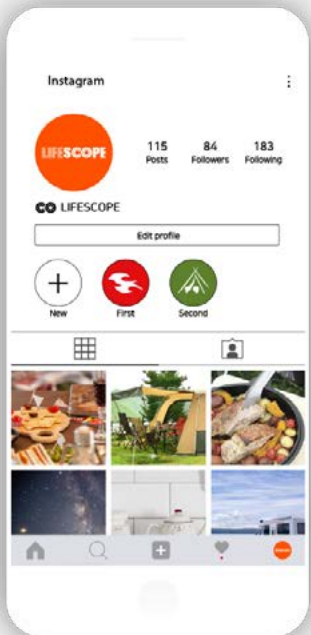 Instagram
LIFESCOPE
115 84 183
Posts Followers Following
CO LIFESCOPE
Edit profile
New First Second